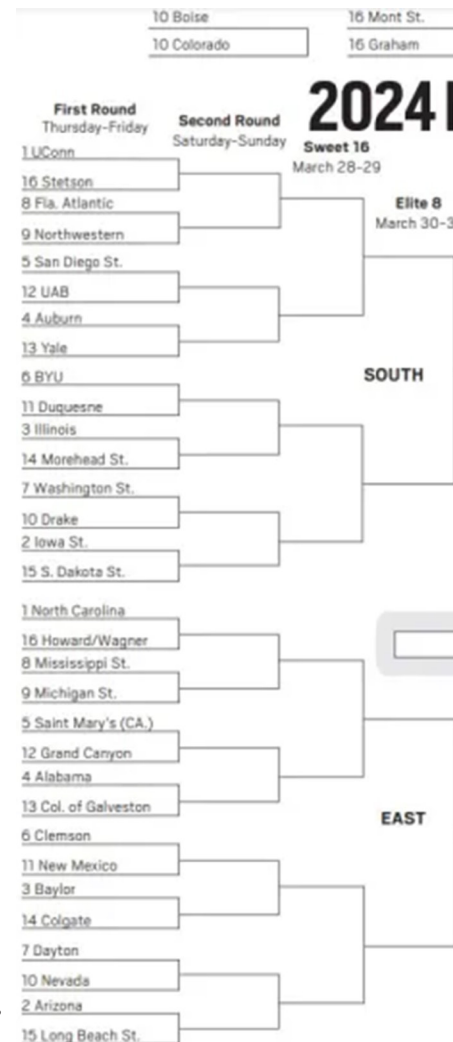 10 Boise
16 Mont St.
10 Colorado
16 Graham
2024
First Round
Thursday-Friday
Second Round
Saturday-Sunday
Sweet 16
March 28-29
Elite 8
March 30-3
1 UConn
16 Stetson
8 Fla. Atlantic
9 Northwestern
5 San Diego St.
12 UAB
4 Auburn
13 Yale
6 BYU
11 Duquesne
3 Illinois
14 Morehead St.
7 Washington St.
10 Drake
2 Iowa St.
15 S. Dakota St.
SOUTH
1 North Carolina
16 Howard/Wagner
8 Mississippi St.
9 Michigan St.
5 Saint Mary's (CA.)
12 Grand Canyon
4 Alabama
13 Col. of Galveston
6 Clemson
11 New Mexico
3 Baylor
14 Colgate
7 Dayton
10 Nevada
2 Arizona
15 Long Beach St.
EAST